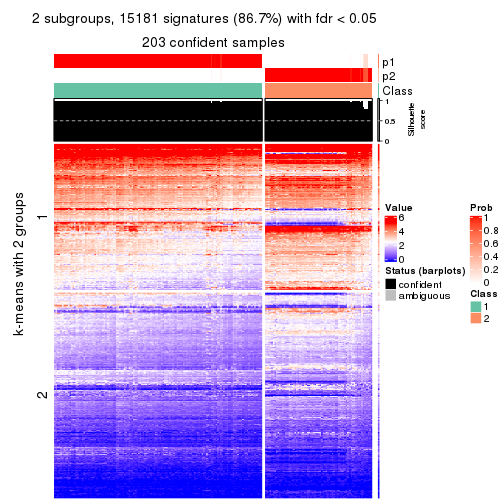 2 subgroups, 15181 signatures (86.7%) with fdr < 0.05
203 confident samples
p1
p2
Class
1
0.5
0
Silhouette
score
k-means with 2 groups
1
2
Value
6
4
2
0
Status (barplots)
confident
ambiguous
Prob
1
0.8
0.6
0.4
0.2
0
Class
1
2